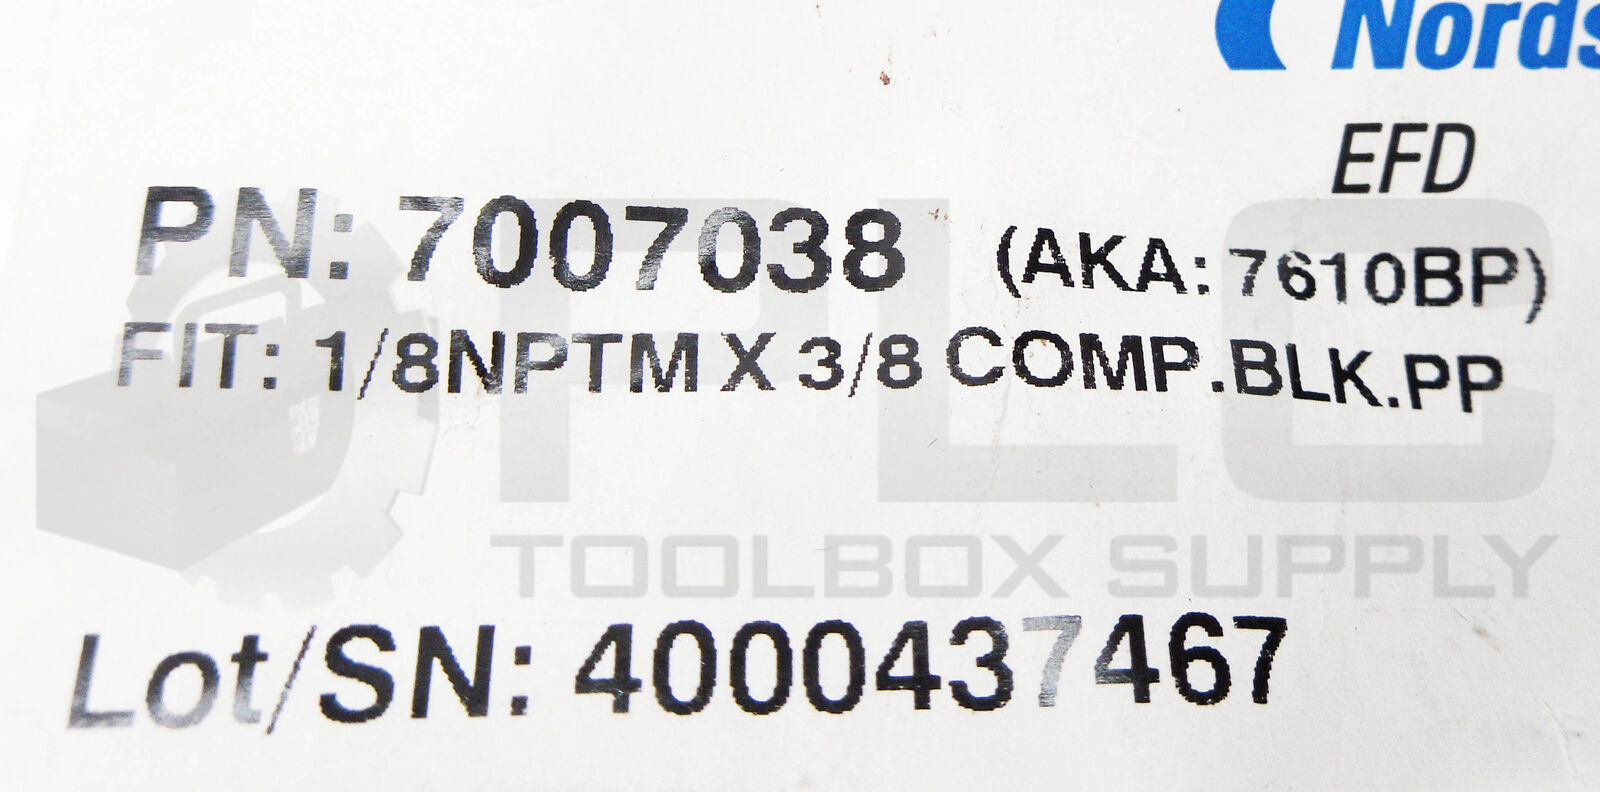 Nords
EFD
PN: 7007038 (AKA: 7610BP)
FIT: 1/8NPTM X 3/8 COMP.BLK.PP
PLC
TOOLBOX SUPPLY
Lot/SN: 4000437467